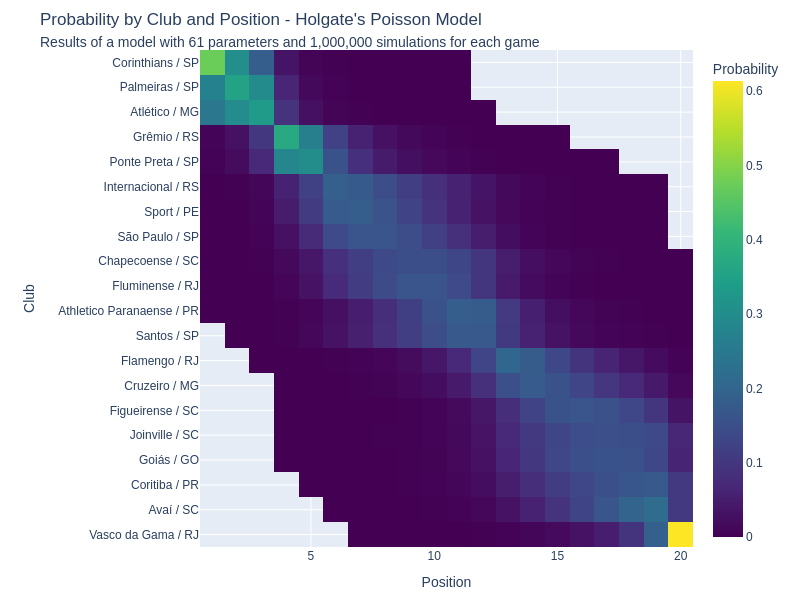 Probability by Club and Position - Holgate's Poisson Model
Results of a model with 61 parameters and 1,000,000 simulations for each game
Corinthians / SP
Palmeiras / SP
Atlético / MG
Grêmio / RS
Ponte Preta / SP
Internacional / RS
Sport / PE
São Paulo / SP
Chapecoense / SC
Fluminense / RJ
Athletico Paranaense / PR
Santos / SP
Flamengo / RJ
Cruzeiro / MG
Figueirense / SC
Joinville / SC
Goiás / GO
Coritiba / PR
Avaí / SC
Vasco da Gama / RJ
Club
5
10
15
20
Position
Probability
0.6
0.5
0.4
0.3
0.2
0.1
0